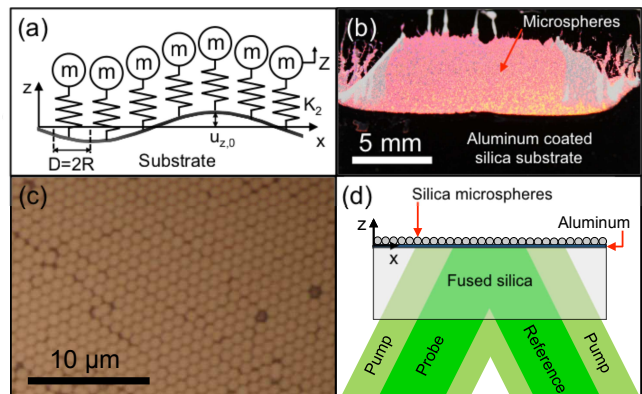 (a)
m m m m m m m
Z
z
K₂
x
u_z,0
D=2R
Substrate
(b)
Microspheres
5 mm
Aluminum coated
silica substrate
(c)
10 μm
(d)
Silica microspheres
Aluminum
z
x
Fused silica
Pump
Probe
Reference
Pump